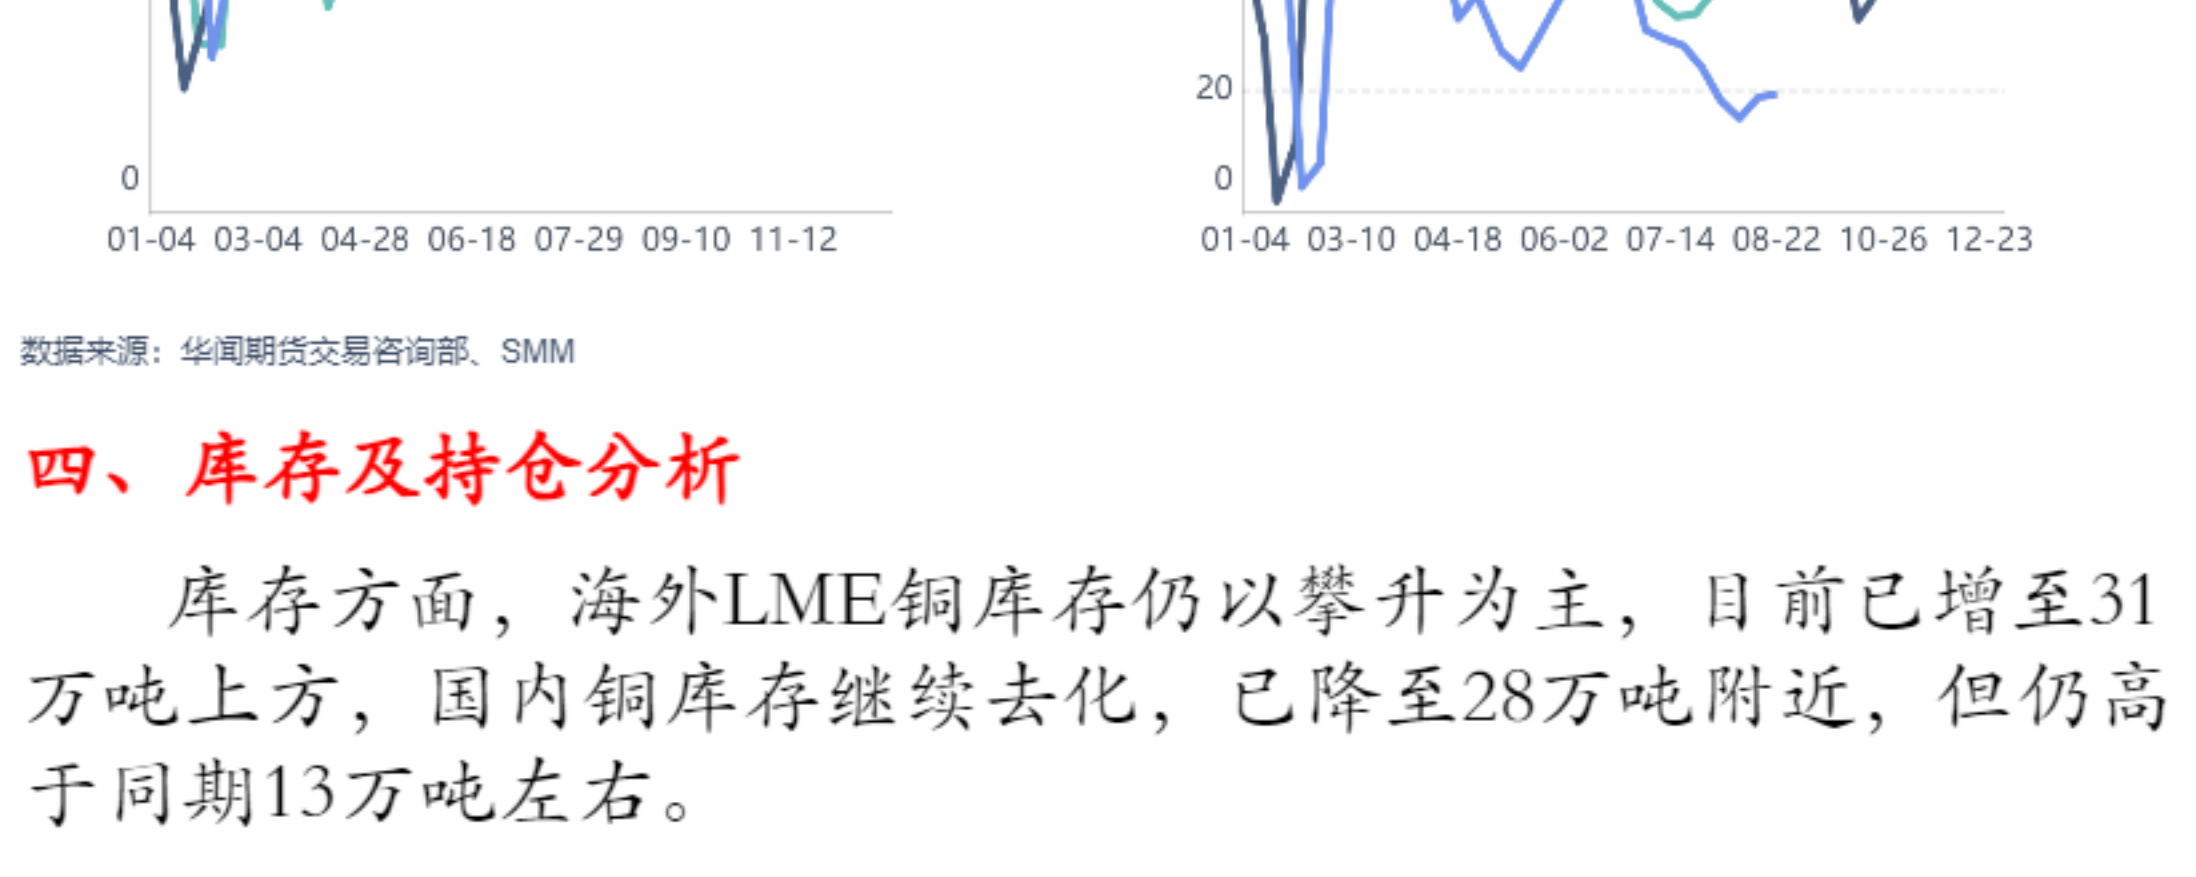 20
0
0
01-04 03-04 04-28 06-18 07-29 09-10 11-12
01-04 03-10 04-18 06-02 07-14 08-22 10-26 12-23
数据来源：华闻期货交易咨询部、SMM
四、库存及持仓分析
库存方面，海外LME铜库存仍以攀升为主，目前已增至31
万吨上方，国内铜库存继续去化，已降至28万吨附近，但仍高
于同期13万吨左右。